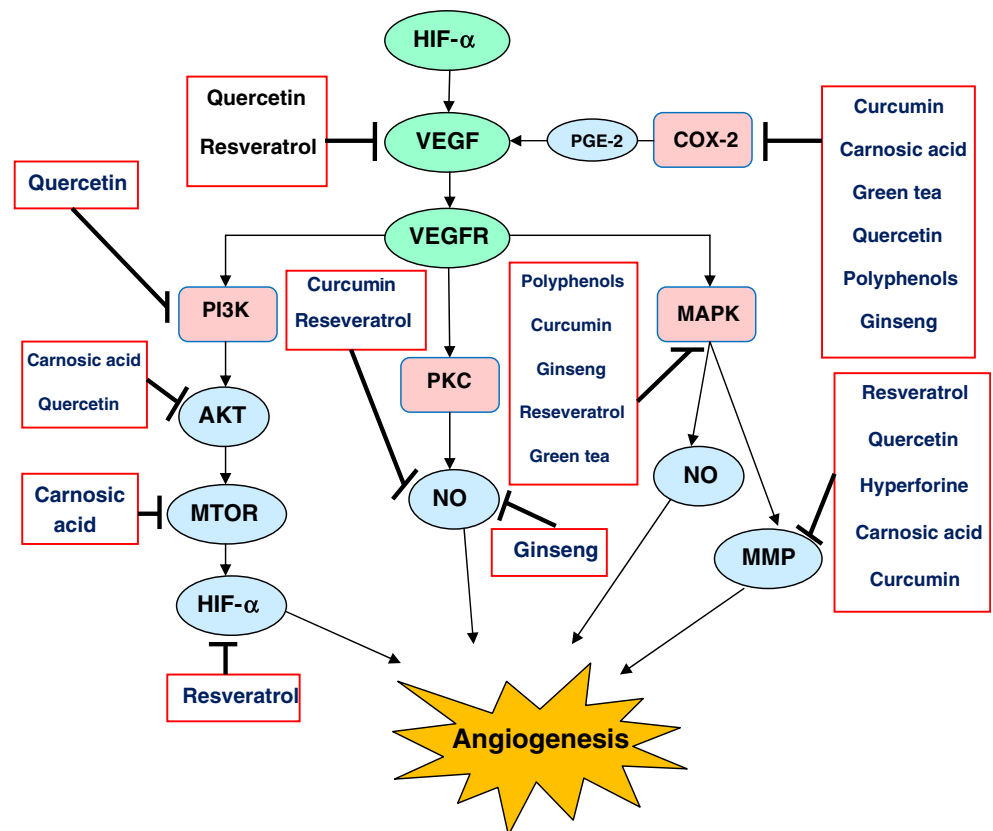 HIF-α
Quercetin
Resveratrol
VEGF
PGE-2
COX-2
Curcumin
Carnosic acid
Green tea
Quercetin
Polyphenols
Ginseng
Quercetin
VEGFR
PI3K
Curcumin
Reseveratrol
Polyphenols
Curcumin
Ginseng
Reseveratrol
Green tea
MAPK
Carnosic acid
Quercetin
AKT
PKC
Resveratrol
Quercetin
Hyperforine
Carnosic acid
Curcumin
Carnosic
acid
MTOR
NO
Ginseng
NO
MMP
HIF-α
Resveratrol
Angiogenesis